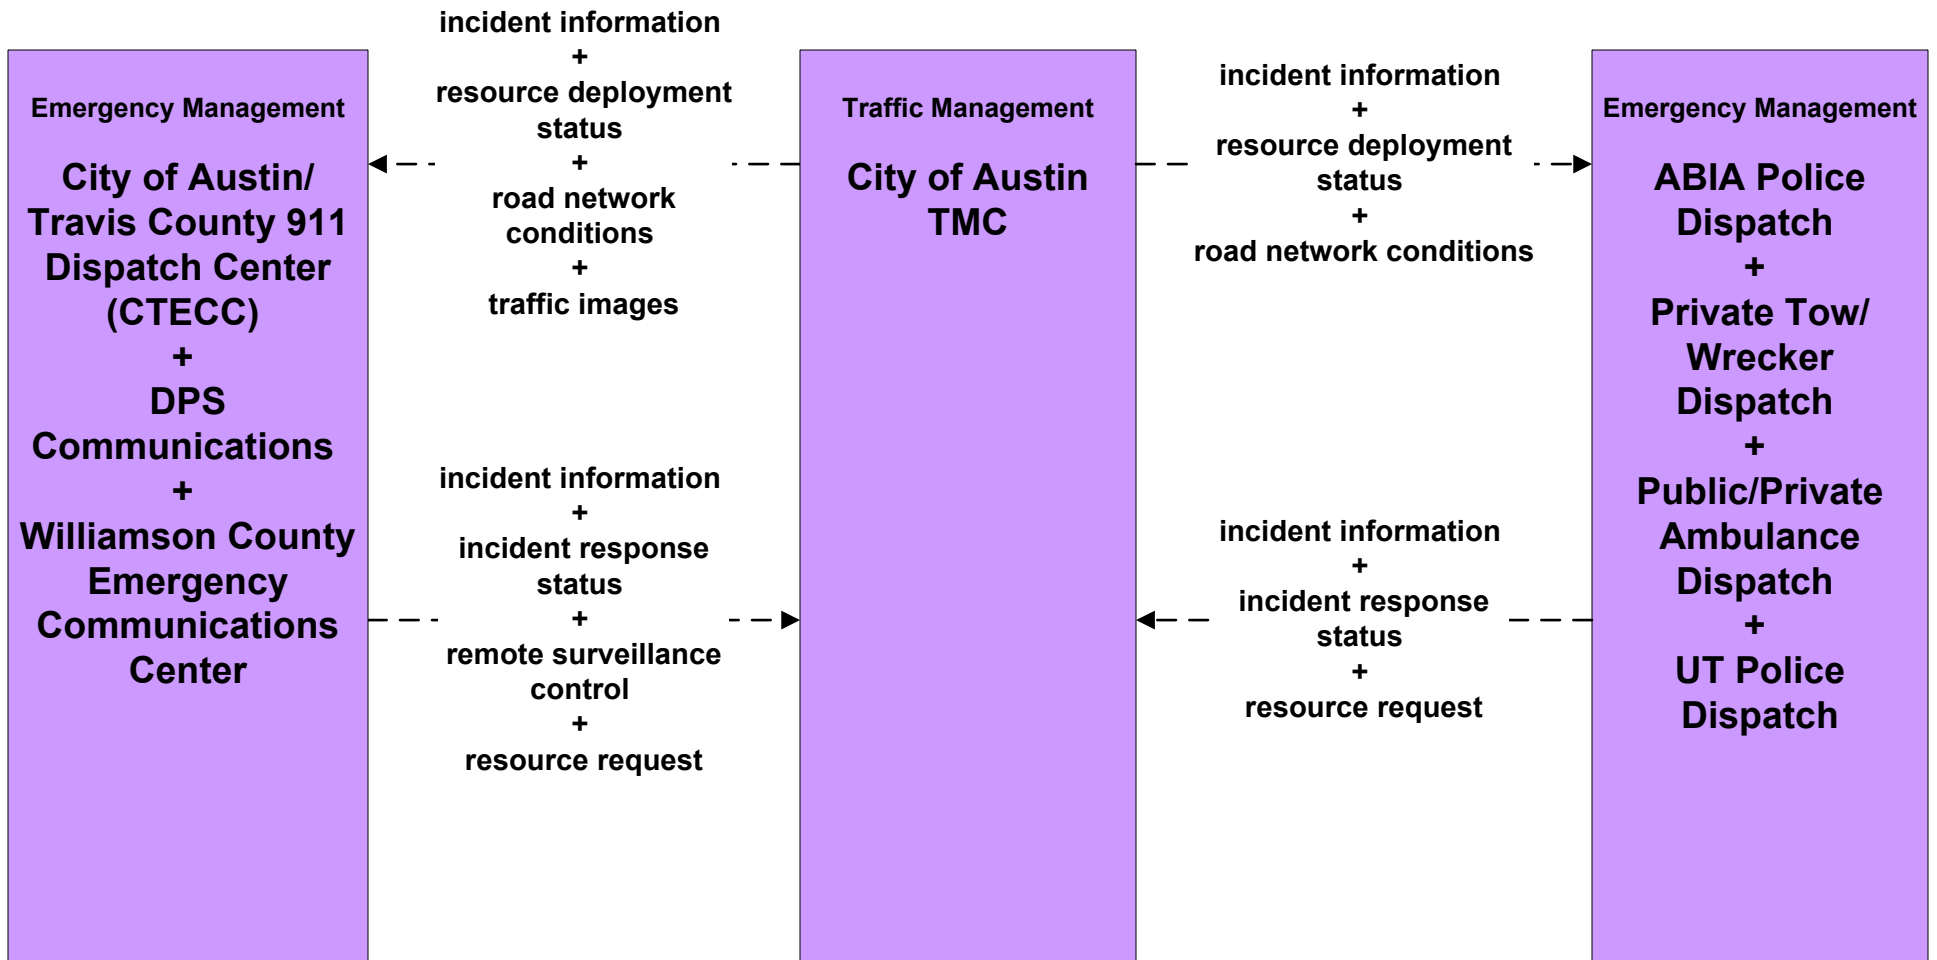 Emergency Management
City of Austin/
Travis County 911
Dispatch Center
(CTECC)
+
DPS
Communications
+
Williamson County
Emergency
Communications
Center
incident information
+
resource deployment
status
+
road network
conditions
+
traffic images
incident information
+
incident response
status
+
remote surveillance
control
+
resource request
Traffic Management
City of Austin
TMC
incident information
+
resource deployment
status
+
road network conditions
incident information
+
incident response
status
+
resource request
Emergency Management
ABIA Police
Dispatch
+
Private Tow/
Wrecker
Dispatch
+
Public/Private
Ambulance
Dispatch
+
UT Police
Dispatch